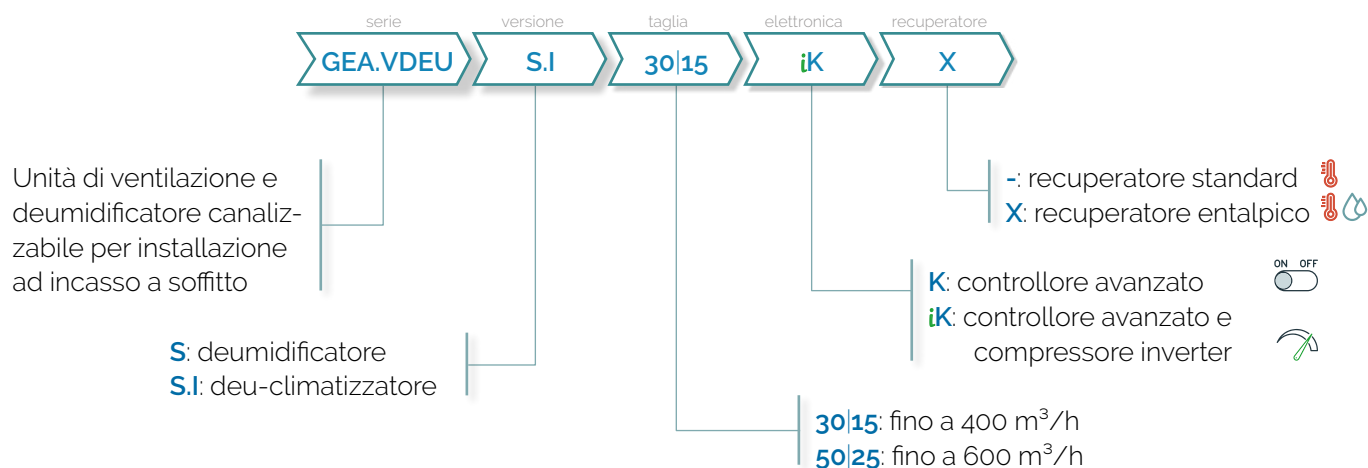 serie
versione
taglia
elettronica
recuperatore
GEA.VDEU
S.I
30|15
iK
X
Unità di ventilazione e
deumidificatore canaliz-
zabile per installazione
ad incasso a soffitto
-: recuperatore standard
X: recuperatore entalpico
ON OFF
K: controllore avanzato
iK: controllore avanzato e
compressore inverter
S: deumidificatore
S.I: deu-climatizzatore
30|15: fino a 400 m³/h
50|25: fino a 600 m³/h